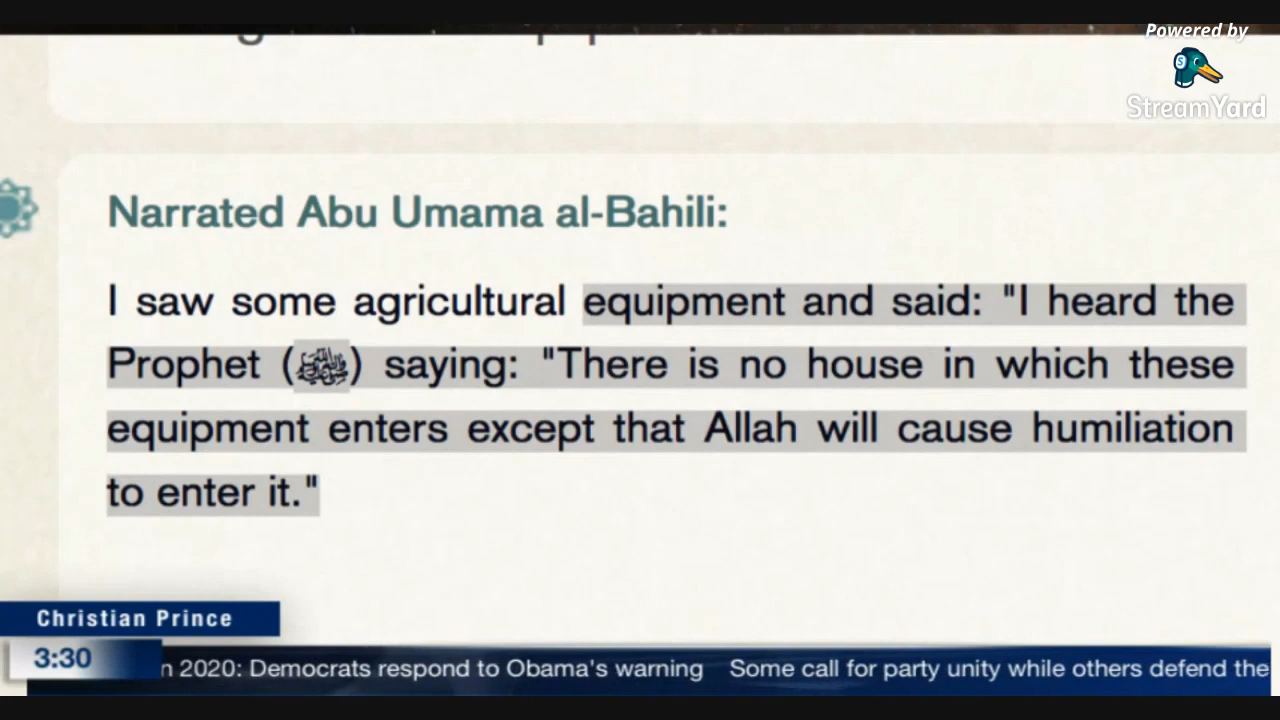 Powered by
StreamYard
Narrated Abu Umama al-Bahili:
I saw some agricultural equipment and said: "I heard the
Prophet (ﷺ) saying: "There is no house in which these
equipment enters except that Allah will cause humiliation
to enter it."
Christian Prince
3:30
n 2020: Democrats respond to Obama's warning Some call for party unity while others defend the